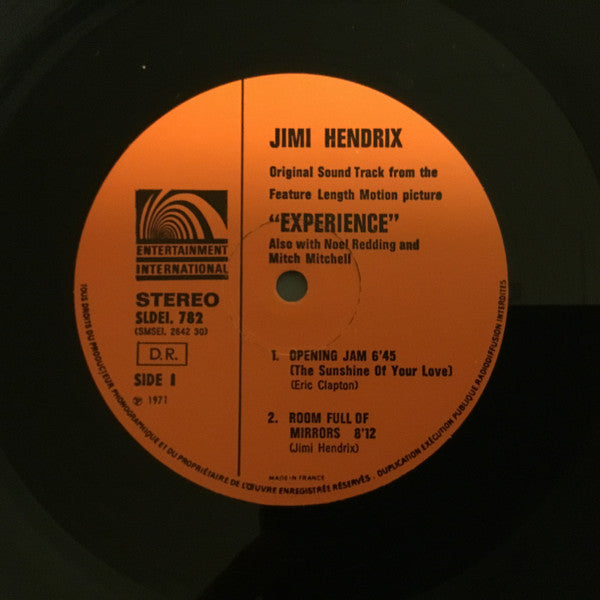 JIMI HENDRIX
Original Sound Track from the
Feature Length Motion picture
"EXPERIENCE"
Also with Noel Redding and
Mitch Mitchell
ENTERTAINMENT
INTERNATIONAL
STEREO
SLDEI. 782
(SMSEI. 2642 30)
D.R.
SIDE 1
℗ 1971
1. OPENING JAM 6'45
(The Sunshine Of Your Love)
(Eric Clapton)
2. ROOM FULL OF
MIRRORS 8'12
(Jimi Hendrix)
MADE IN FRANCE
TOUS DROITS DU PRODUCTEUR PHONOGRAPHIQUE ET DU PROPRIÉTAIRE DE L'ŒUVRE ENREGISTRÉE RÉSERVÉS. DUPLICATION EXÉCUTION PUBLIQUE, RADIODIFFUSION INTERDITES